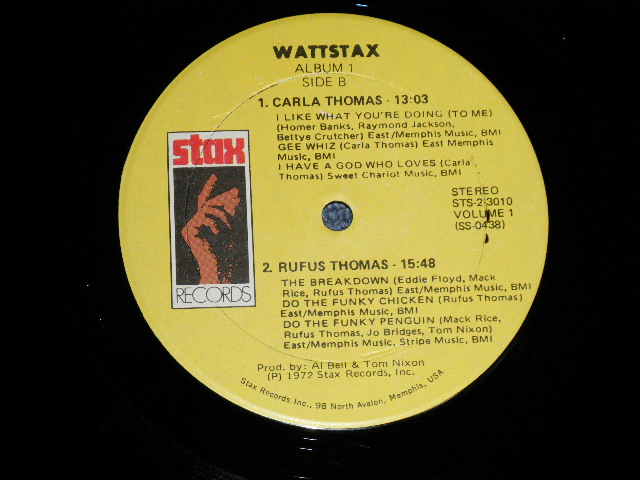 WATTSTAX
ALBUM 1
SIDE B
1. CARLA THOMAS - 13:03
I LIKE WHAT YOU'RE DOING (TO ME)
(Homer Banks, Raymond Jackson,
Bettye Crutcher) East/Memphis Music, BMI
GEE WHIZ (Carla Thomas) East Memphis
Music, BMI
I HAVE A GOD WHO LOVES (Carla
Thomas) Sweet Chariot Music, BMI
stax
RECORDS
STEREO
STS-2-3010
VOLUME 1
(SS-0438)
2. RUFUS THOMAS - 15:48
THE BREAKDOWN (Eddie Floyd, Mack
Rice, Rufus Thomas) East/Memphis Music, BMI
DO THE FUNKY CHICKEN (Rufus Thomas)
East/Memphis Music, BMI
DO THE FUNKY PENGUIN (Mack Rice,
Rufus Thomas, Jo Bridges, Tom Nixon)
East/Memphis Music, Stripe Music, BMI
Prod. by: Al Bell & Tom Nixon
(P) 1972 Stax Records, Inc.
Stax Records Inc., 98 North Avalon, Memphis, USA